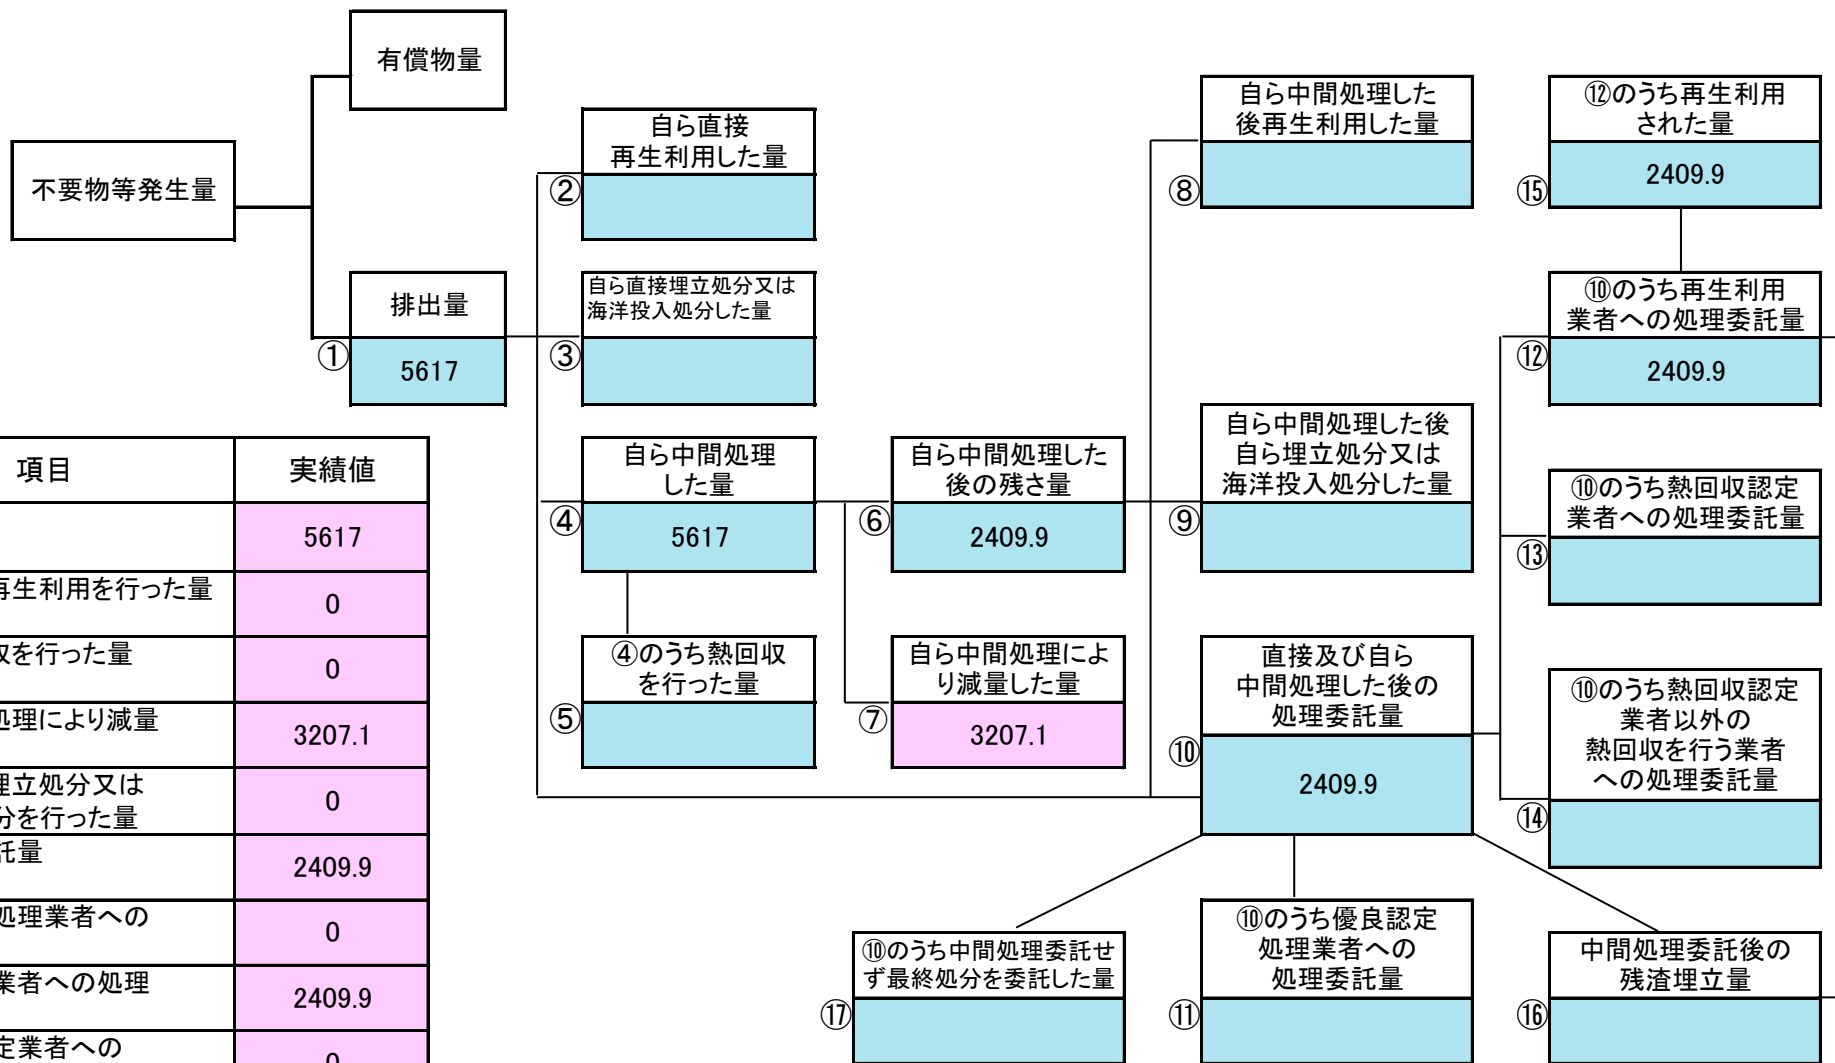 有償物量
不要物等発生量
排出量
①
5617
自ら直接
再生利用した量
②
自ら直接埋立処分又は
海洋投入処分した量
③
自ら中間処理
した量
④
5617
④のうち熱回収
を行った量
⑤
自ら中間処理した
後の残さ量
⑥
2409.9
自ら中間処理によ
り減量した量
⑦
3207.1
自ら中間処理した
後再生利用した量
⑧
自ら中間処理した後
自ら埋立処分又は
海洋投入処分した量
⑨
直接及び自ら
中間処理した後の
処理委託量
⑩
2409.9
⑫のうち再生利用
された量
⑮
2409.9
⑩のうち再生利用
業者への処理委託量
⑫
2409.9
⑩のうち熱回収認定
業者への処理委託量
⑬
⑩のうち熱回収認定
業者以外の
熱回収を行う業者
への処理委託量
⑭
⑩のうち中間処理委託せ
ず最終処分を委託した量
⑰
⑩のうち優良認定
処理業者への
処理委託量
⑪
中間処理委託後の
残渣埋立量
⑯
項目
実績値
5617
再生利用を行った量
0
収を行った量
0
処理により減量
3207.1
埋立処分又は
分を行った量
0
託量
2409.9
処理業者への
0
業者への処理
2409.9
定業者への
0